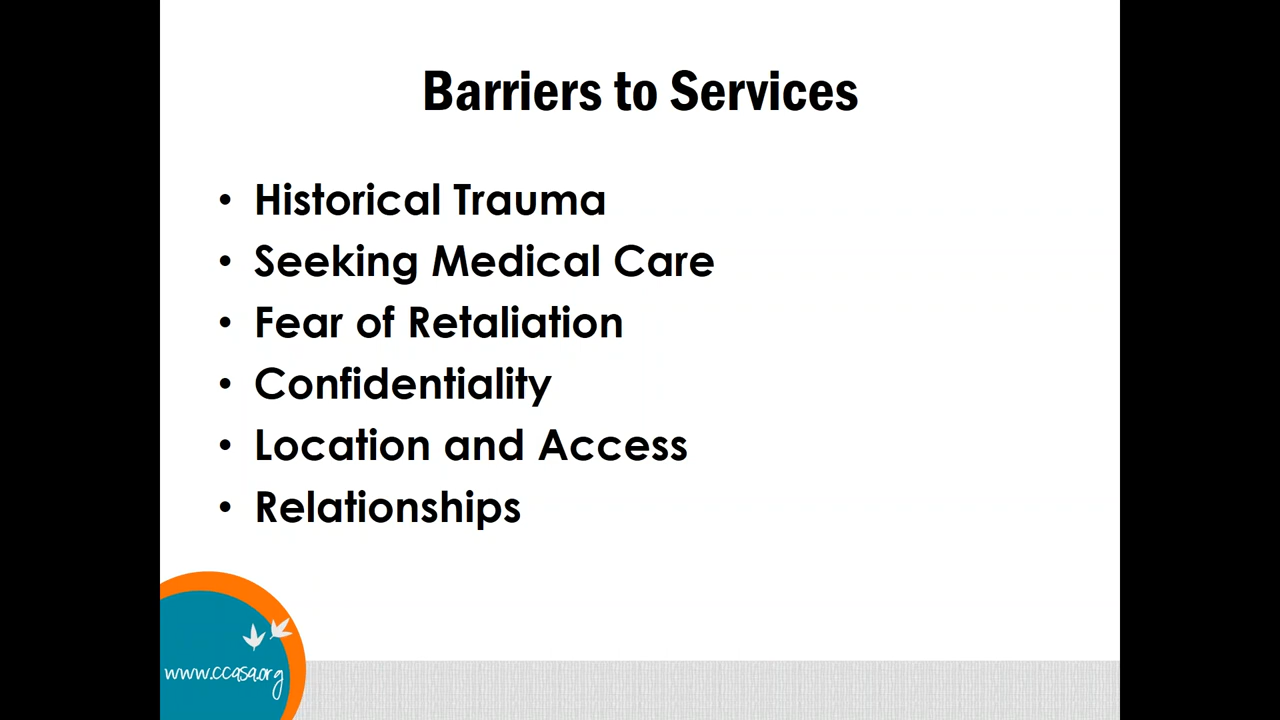 Barriers to Services
• Historical Trauma
• Seeking Medical Care
• Fear of Retaliation
• Confidentiality
• Location and Access
• Relationships
www.ccasa.org